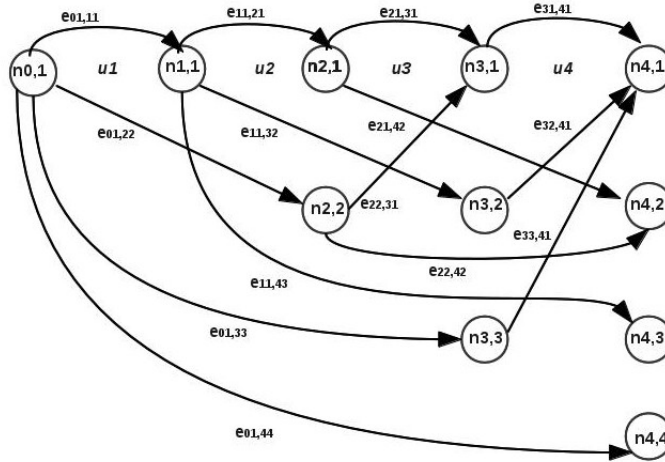 e01,11
e11,21
e21,31
e31,41
n0,1
u1
n1,1
u2
n2,1
u3
n3,1
u4
n4,1
e01,22
e11,32
e21,42
e32,41
n2,2
e22,31
n3,2
n4,2
e33,41
e22,42
e11,43
e01,33
n3,3
n4,3
e01,44
n4,4